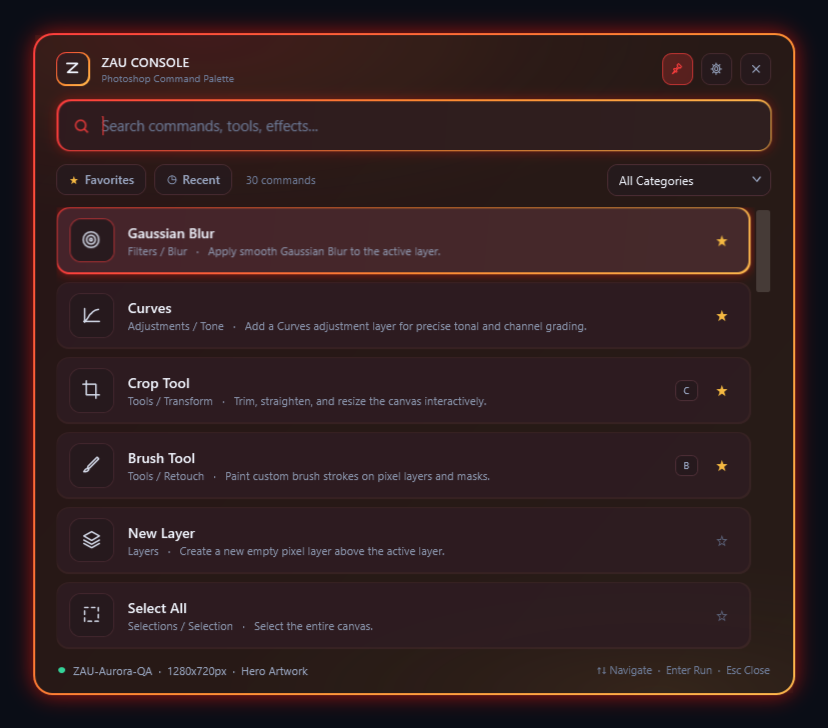 Z
ZAU CONSOLE
Photoshop Command Palette
Search commands, tools, effects...
★ Favorites
Recent
30 commands
All Categories
Gaussian Blur
Filters / Blur · Apply smooth Gaussian Blur to the active layer.
Curves
Adjustments / Tone · Add a Curves adjustment layer for precise tonal and channel grading.
Crop Tool
Tools / Transform · Trim, straighten, and resize the canvas interactively.
C
Brush Tool
Tools / Retouch · Paint custom brush strokes on pixel layers and masks.
B
New Layer
Layers · Create a new empty pixel layer above the active layer.
Select All
Selections / Selection · Select the entire canvas.
ZAU-Aurora-QA · 1280x720px · Hero Artwork
↑↓ Navigate · Enter Run · Esc Close